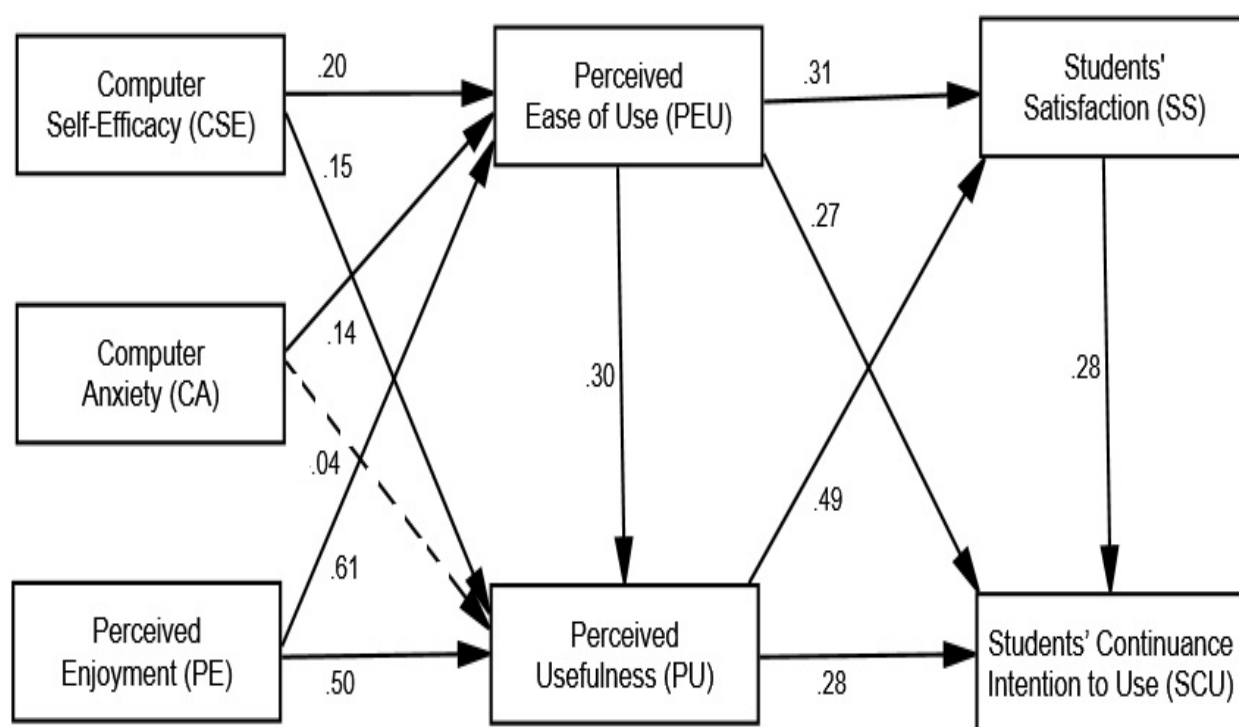 Computer
Self-Efficacy (CSE)
.20
Perceived
Ease of Use (PEU)
.31
Students'
Satisfaction (SS)
.15
.27
Computer
Anxiety (CA)
.14
.30
.28
.04
.49
.61
Perceived
Enjoyment (PE)
.50
Perceived
Usefulness (PU)
.28
Students’ Continuance
Intention to Use (SCU)